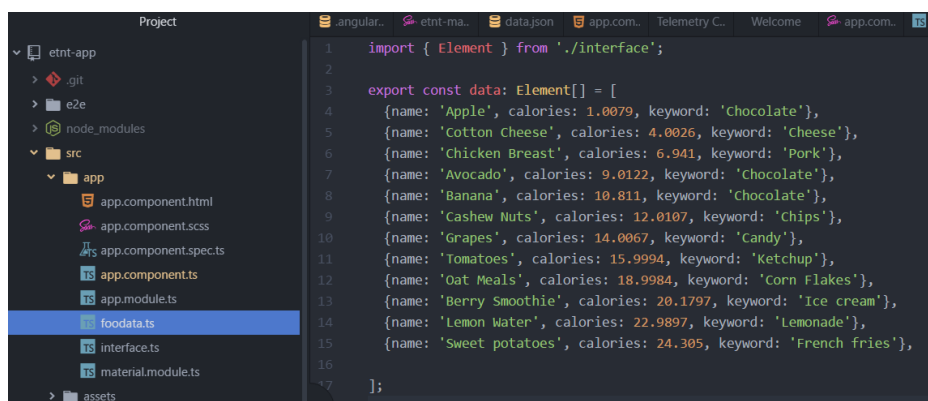 Project
etnt-app
.git
e2e
node_modules
src
app
app.component.html
app.component.scss
app.component.spec.ts
app.component.ts
app.module.ts
foodata.ts
interface.ts
material.module.ts
assets
.angular.. etnt-ma.. data.json app.com.. Telemetry C.. Welcome app.com.. TS
1 import { Element } from './interface';
2
3 export const data: Element[] = [
4 {name: 'Apple', calories: 1.0079, keyword: 'Chocolate'},
5 {name: 'Cotton Cheese', calories: 4.0026, keyword: 'Cheese'},
6 {name: 'Chicken Breast', calories: 6.941, keyword: 'Pork'},
7 {name: 'Avocado', calories: 9.0122, keyword: 'Chocolate'},
8 {name: 'Banana', calories: 10.811, keyword: 'Chocolate'},
9 {name: 'Cashew Nuts', calories: 12.0107, keyword: 'Chips'},
10 {name: 'Grapes', calories: 14.0067, keyword: 'Candy'},
11 {name: 'Tomatoes', calories: 15.9994, keyword: 'Ketchup'},
12 {name: 'Oat Meals', calories: 18.9984, keyword: 'Corn Flakes'},
13 {name: 'Berry Smoothie', calories: 20.1797, keyword: 'Ice cream'},
14 {name: 'Lemon Water', calories: 22.9897, keyword: 'Lemonade'},
15 {name: 'Sweet potatoes', calories: 24.305, keyword: 'French fries'},
16
17 ];